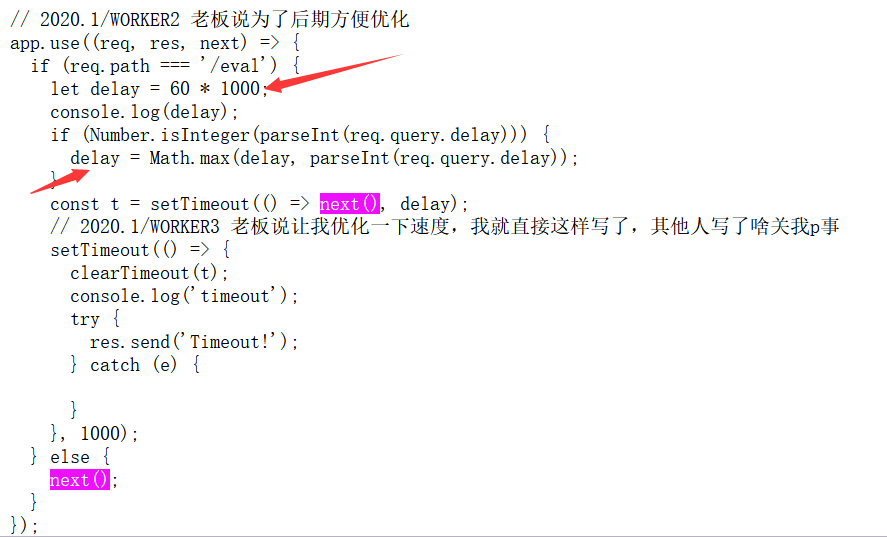 // 2020.1/WORKER2 老板说为了后期方便优化
app.use((req, res, next) => {
  if (req.path === '/eval') {
    let delay = 60 * 1000;
    console.log(delay);
    if (Number.isInteger(parseInt(req.query.delay))) {
      delay = Math.max(delay, parseInt(req.query.delay));
    }
    const t = setTimeout(() => next(), delay);
    // 2020.1/WORKER3 老板说让我优化一下速度，我就直接这样写了，其他人写了啥关我p事
    setTimeout(() => {
      clearTimeout(t);
      console.log('timeout');
      try {
        res.send('Timeout!');
      } catch (e) {
      }
    }, 1000);
  } else {
    next();
  }
});